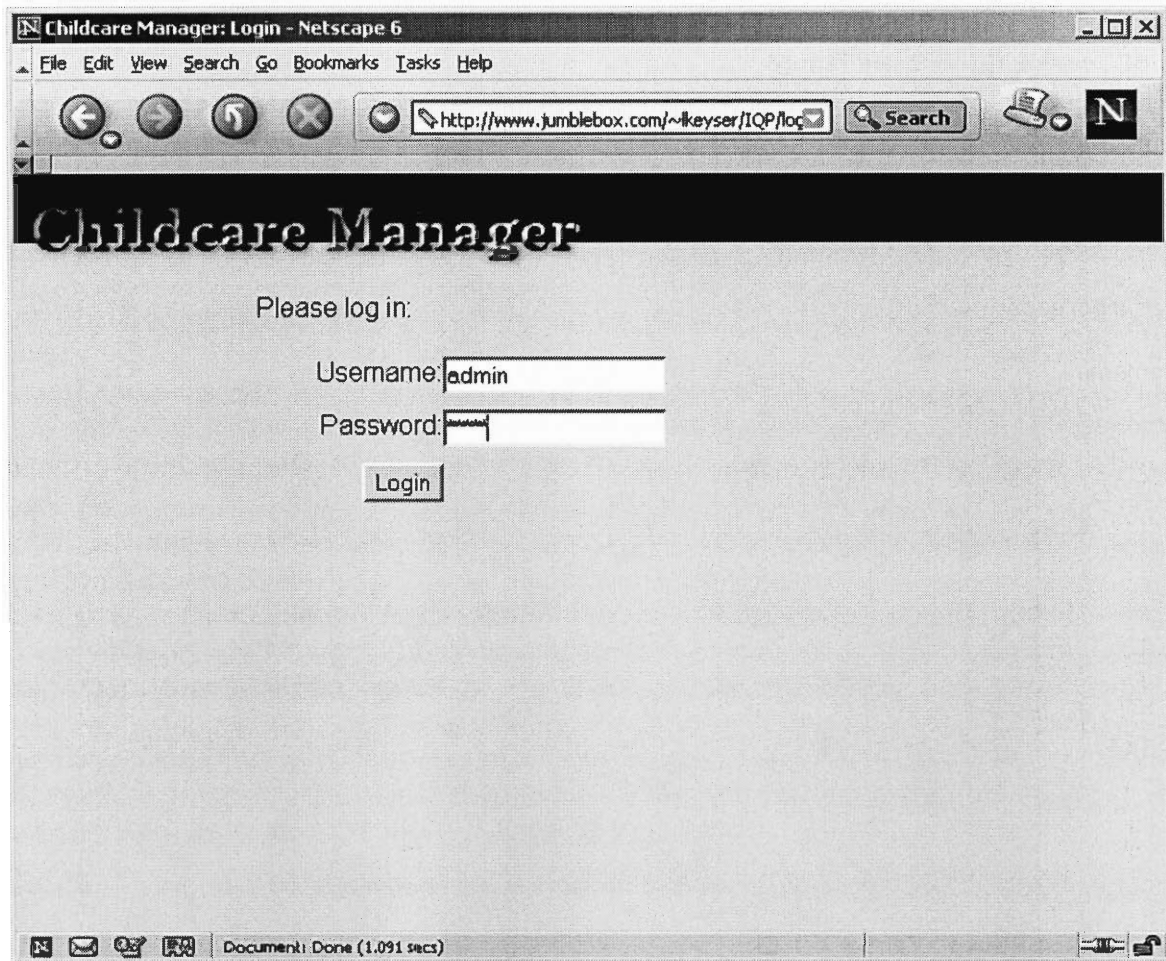 Childcare Manager: Login - Netscape 6
File Edit View Search Go Bookmarks Tasks Help
http://www.jumblebox.com/~lkeyser/IQP/log Search
N
Childcare Manager
Please log in:
Username: admin
Password: ******
Login
Document: Done (1.091 secs)